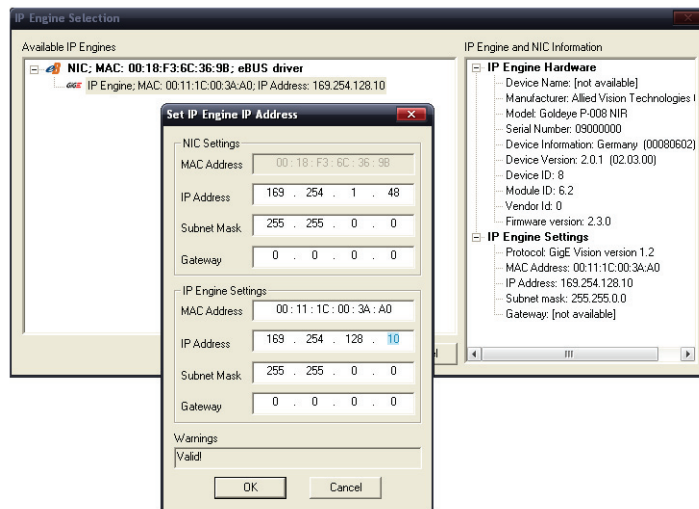 IP Engine Selection
Available IP Engines
NIC; MAC: 00:18:F3:6C:36:9B; eBUS driver
GIGE IP Engine; MAC: 00:11:1C:00:3A:A0; IP Address: 169.254.128.10
Set IP Engine IP Address
NIC Settings
MAC Address 00 : 18 : F3 : 6C : 36 : 9B
IP Address 169 . 254 . 1 . 48
Subnet Mask 255 . 255 . 0 . 0
Gateway 0 . 0 . 0 . 0
IP Engine Settings
MAC Address 00 : 11 : 1C : 00 : 3A : A0
IP Address 169 . 254 . 128 . 10
Subnet Mask 255 . 255 . 0 . 0
Gateway 0 . 0 . 0 . 0
Warnings
Valid!
OK Cancel
IP Engine and NIC Information
IP Engine Hardware
Device Name: [not available]
Manufacturer: Allied Vision Technologies
Model: Goldeye P-008 NIR
Serial Number: 09000000
Device Information: Germany (00080602)
Device Version: 2.0.1 (02.03.00)
Device ID: 8
Module ID: 6.2
Vendor Id: 0
Firmware version: 2.3.0
IP Engine Settings
Protocol: GigE Vision version 1.2
MAC Address: 00:11:1C:00:3A:A0
IP Address: 169.254.128.10
Subnet mask: 255.255.0.0
Gateway: [not available]